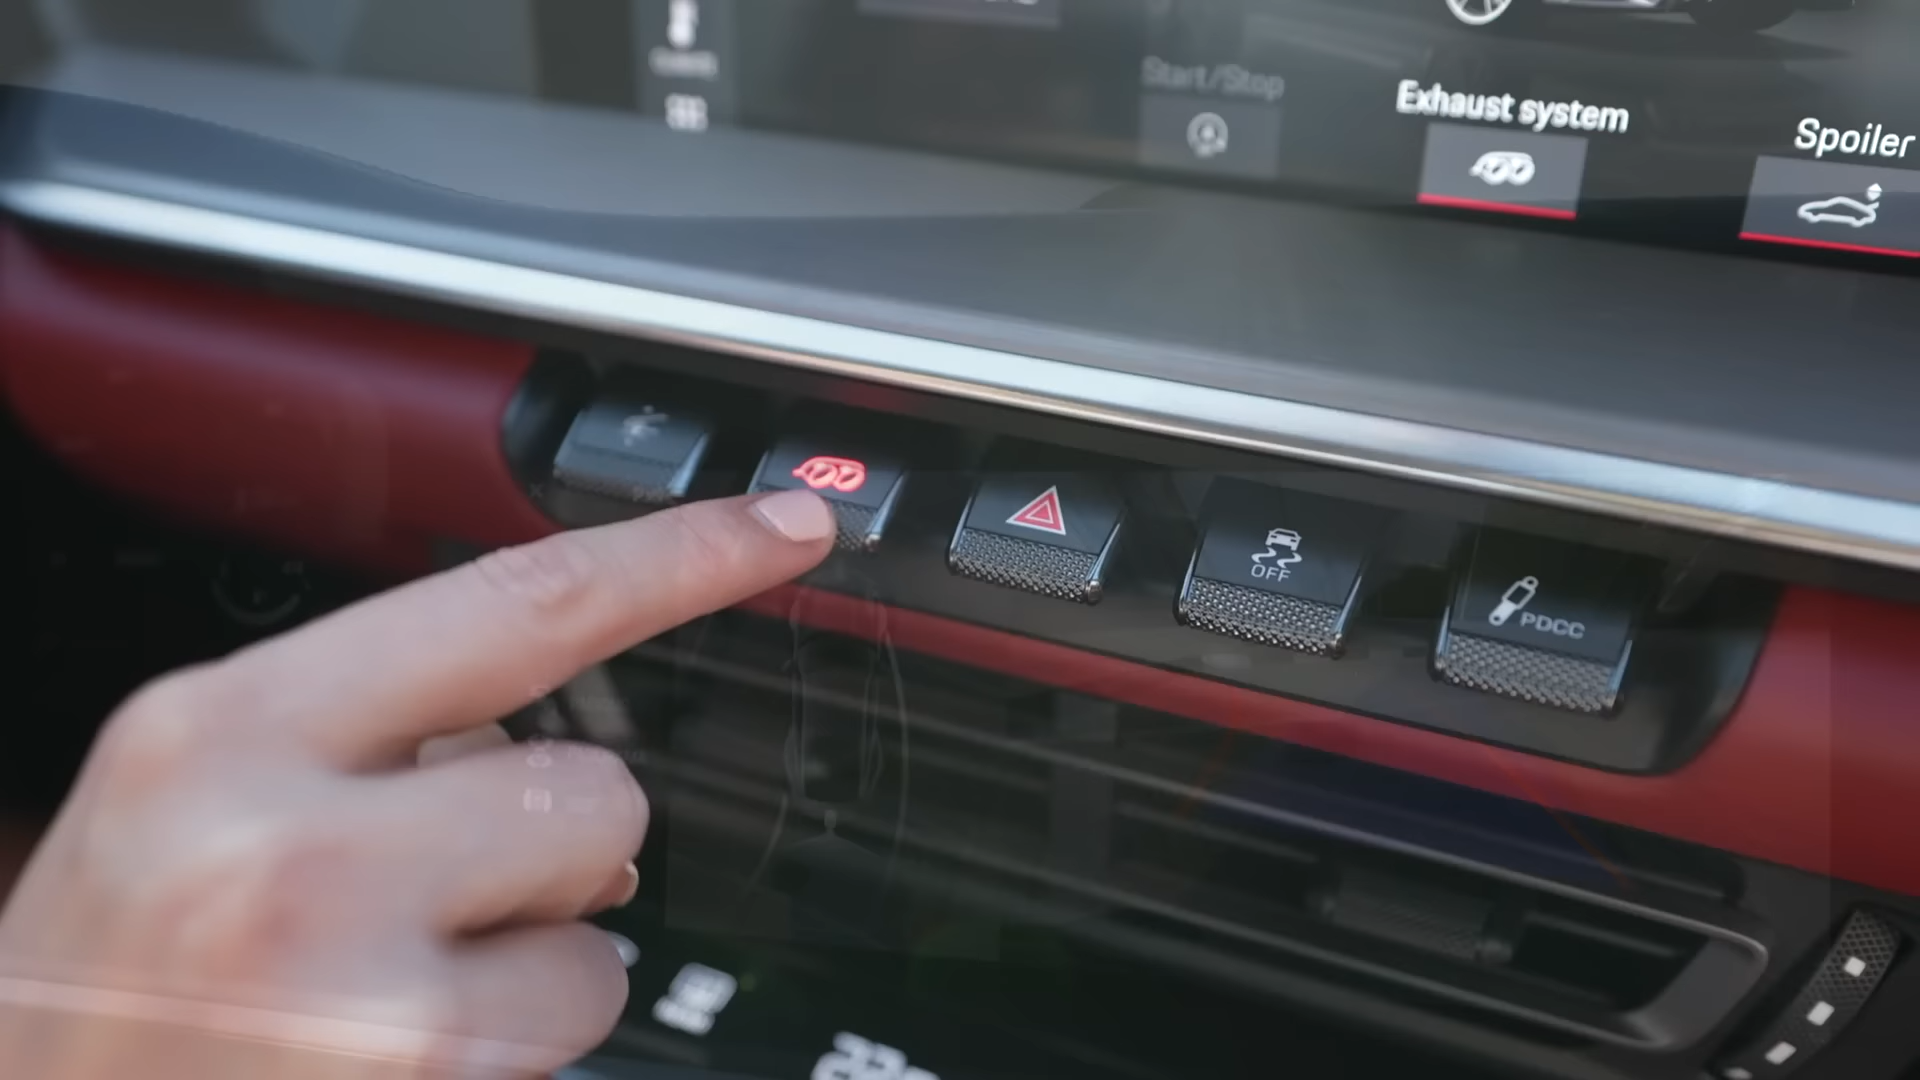 Start/Stop
Exhaust system
Spoiler
OFF
PDCC